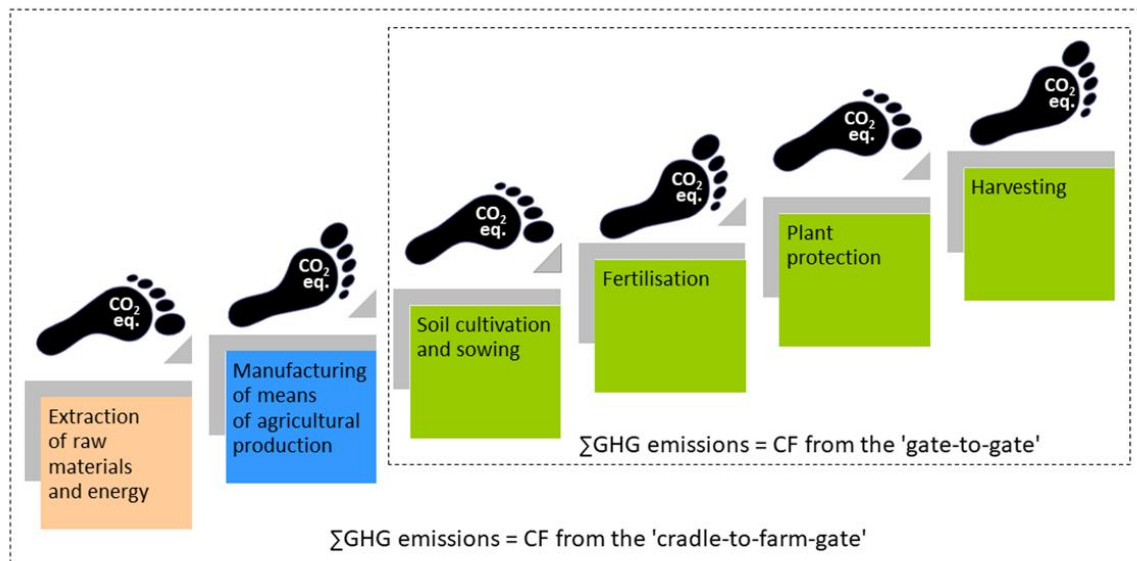 CO₂
eq.
Extraction
of raw
materials
and energy
CO₂
eq.
Manufacturing
of means
of agricultural
production
CO₂
eq.
Soil cultivation
and sowing
CO₂
eq.
Fertilisation
CO₂
eq.
Plant
protection
CO₂
eq.
Harvesting
∑GHG emissions = CF from the 'gate-to-gate'
∑GHG emissions = CF from the 'cradle-to-farm-gate'